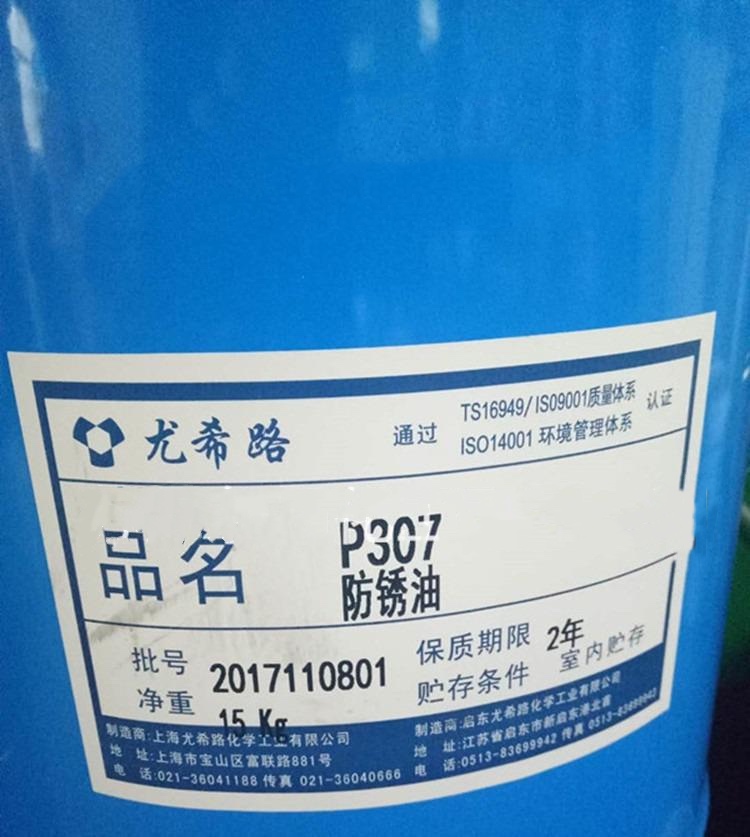 尤希路
通过
TS16949/ISO9001质量体系
ISO14001 环境管理体系
认证
品名
P307
防锈油
批号 2017110801
净重 15 Kg
保质期限 2年
贮存条件 室内贮存
制造商:上海尤希路化学工业有限公司
地 址:上海市宝山区富联路881号
电 话:021-36041188 传真 021-36040666
制造商:启东尤希路化学工业有限公司
地 址:江苏省启东市新启东港北首
电 话:0513-83699942 传真 0513-83699943